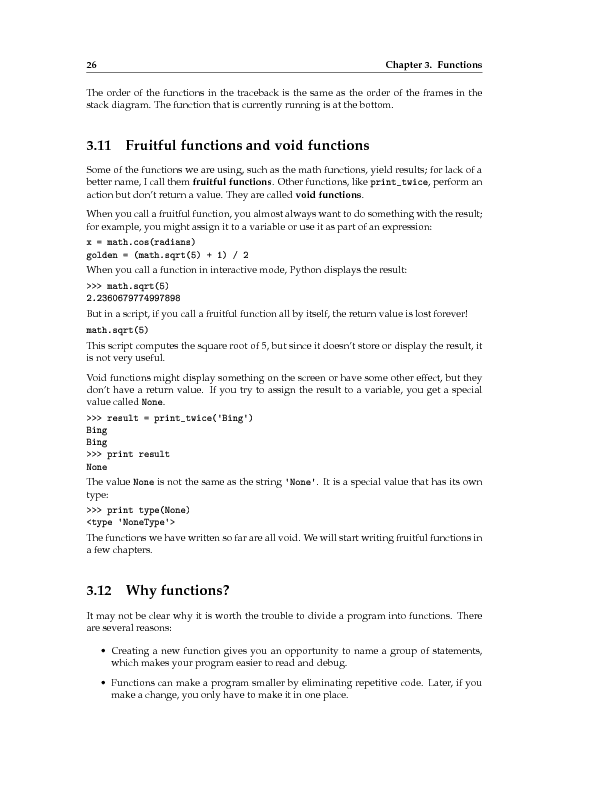 26 Chapter 3. Functions
The order of the functions in the traceback is the same as the order of the frames in the
stack diagram. The function that is currently running is at the bottom.
3.11 Fruitful functions and void functions
Some of the functions we are using, such as the math functions, yield results; for lack of a
better name, I call them fruitful functions. Other functions, like print_twice, perform an
action but don't return a value. They are called void functions.
When you call a fruitful function, you almost always want to do something with the result;
for example, you might assign it to a variable or use it as part of an expression:
x = math.cos(radians)
golden = (math.sqrt(5) + 1) / 2
When you call a function in interactive mode, Python displays the result:
>>> math.sqrt(5)
2.2360679774997898
But in a script, if you call a fruitful function all by itself, the return value is lost forever!
math.sqrt(5)
This script computes the square root of 5, but since it doesn't store or display the result, it
is not very useful.
Void functions might display something on the screen or have some other effect, but they
don't have a return value. If you try to assign the result to a variable, you get a special
value called None.
>>> result = print_twice('Bing')
Bing
Bing
>>> print result
None
The value None is not the same as the string 'None'. It is a special value that has its own
type:
>>> print type(None)
<type 'NoneType'>
The functions we have written so far are all void. We will start writing fruitful functions in
a few chapters.
3.12 Why functions?
It may not be clear why it is worth the trouble to divide a program into functions. There
are several reasons:
• Creating a new function gives you an opportunity to name a group of statements,
which makes your program easier to read and debug.
• Functions can make a program smaller by eliminating repetitive code. Later, if you
make a change, you only have to make it in one place.